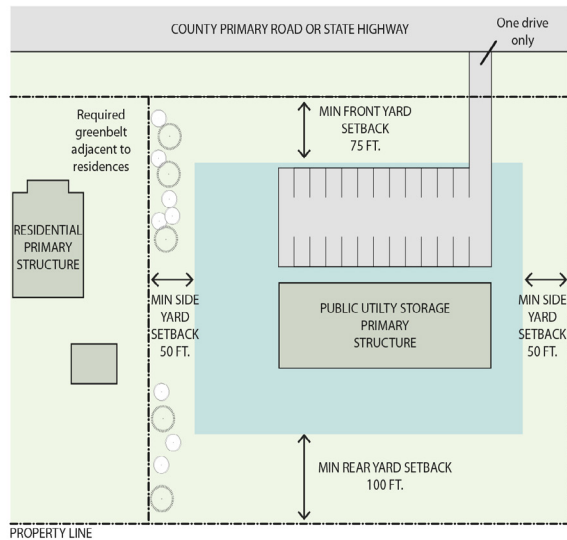 COUNTY PRIMARY ROAD OR STATE HIGHWAY
One drive
only
Required
greenbelt
adjacent to
residences
MIN FRONT YARD
SETBACK
75 FT.
RESIDENTIAL
PRIMARY
STRUCTURE
MIN SIDE
YARD
SETBACK
50 FT.
PUBLIC UTILTY STORAGE
PRIMARY
STRUCTURE
MIN SIDE
YARD
SETBACK
50 FT.
MIN REAR YARD SETBACK
100 FT.
PROPERTY LINE